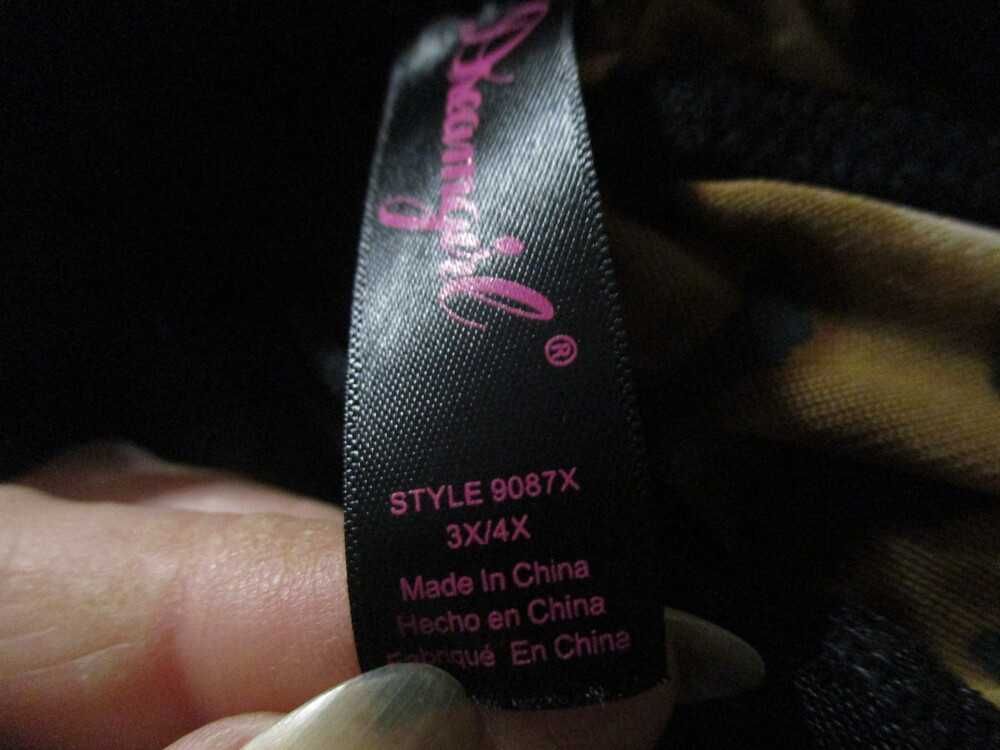 Dreamgirl®
STYLE 9087X
3X/4X
Made In China
Hecho en China
Fabriqué En China